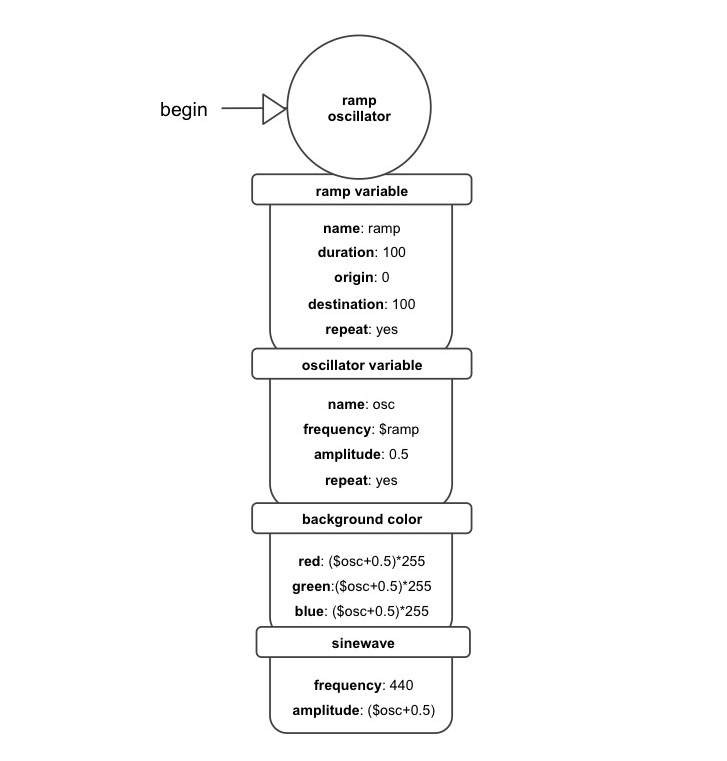 begin
ramp
oscillator
ramp variable
name: ramp
duration: 100
origin: 0
destination: 100
repeat: yes
oscillator variable
name: osc
frequency: $ramp
amplitude: 0.5
repeat: yes
background color
red: ($osc+0.5)*255
green:($osc+0.5)*255
blue: ($osc+0.5)*255
sinewave
frequency: 440
amplitude: ($osc+0.5)